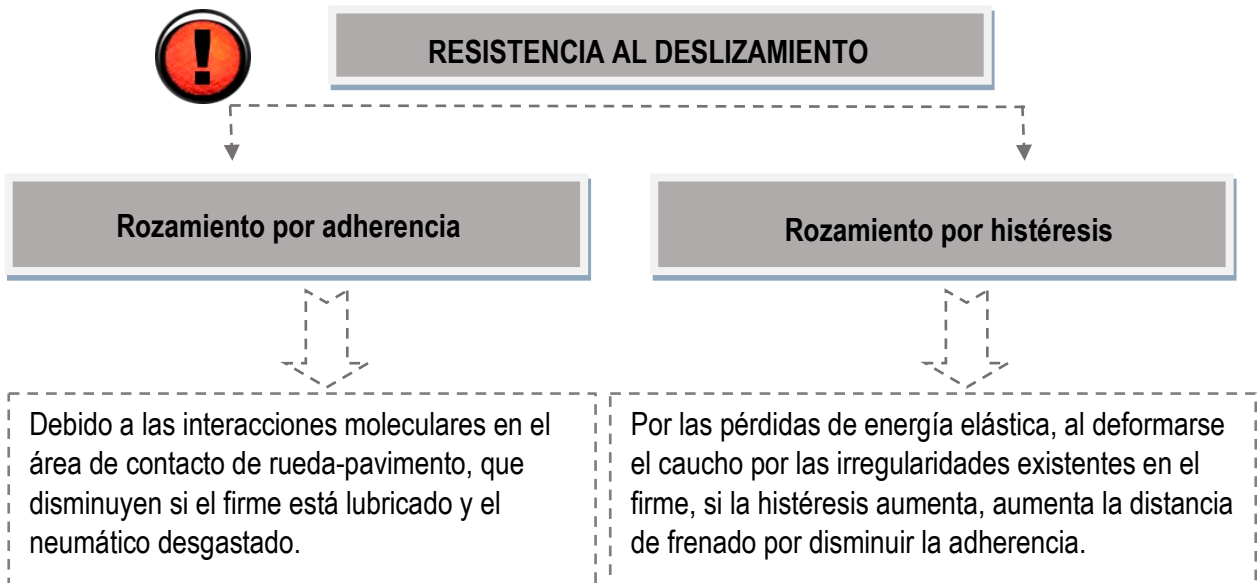 RESISTENCIA AL DESLIZAMIENTO
Rozamiento por adherencia
Rozamiento por histéresis
Debido a las interacciones moleculares en el
área de contacto de rueda-pavimento, que
disminuyen si el firme está lubricado y el
neumático desgastado.
Por las pérdidas de energía elástica, al deformarse
el caucho por las irregularidades existentes en el
firme, si la histéresis aumenta, aumenta la distancia
de frenado por disminuir la adherencia.